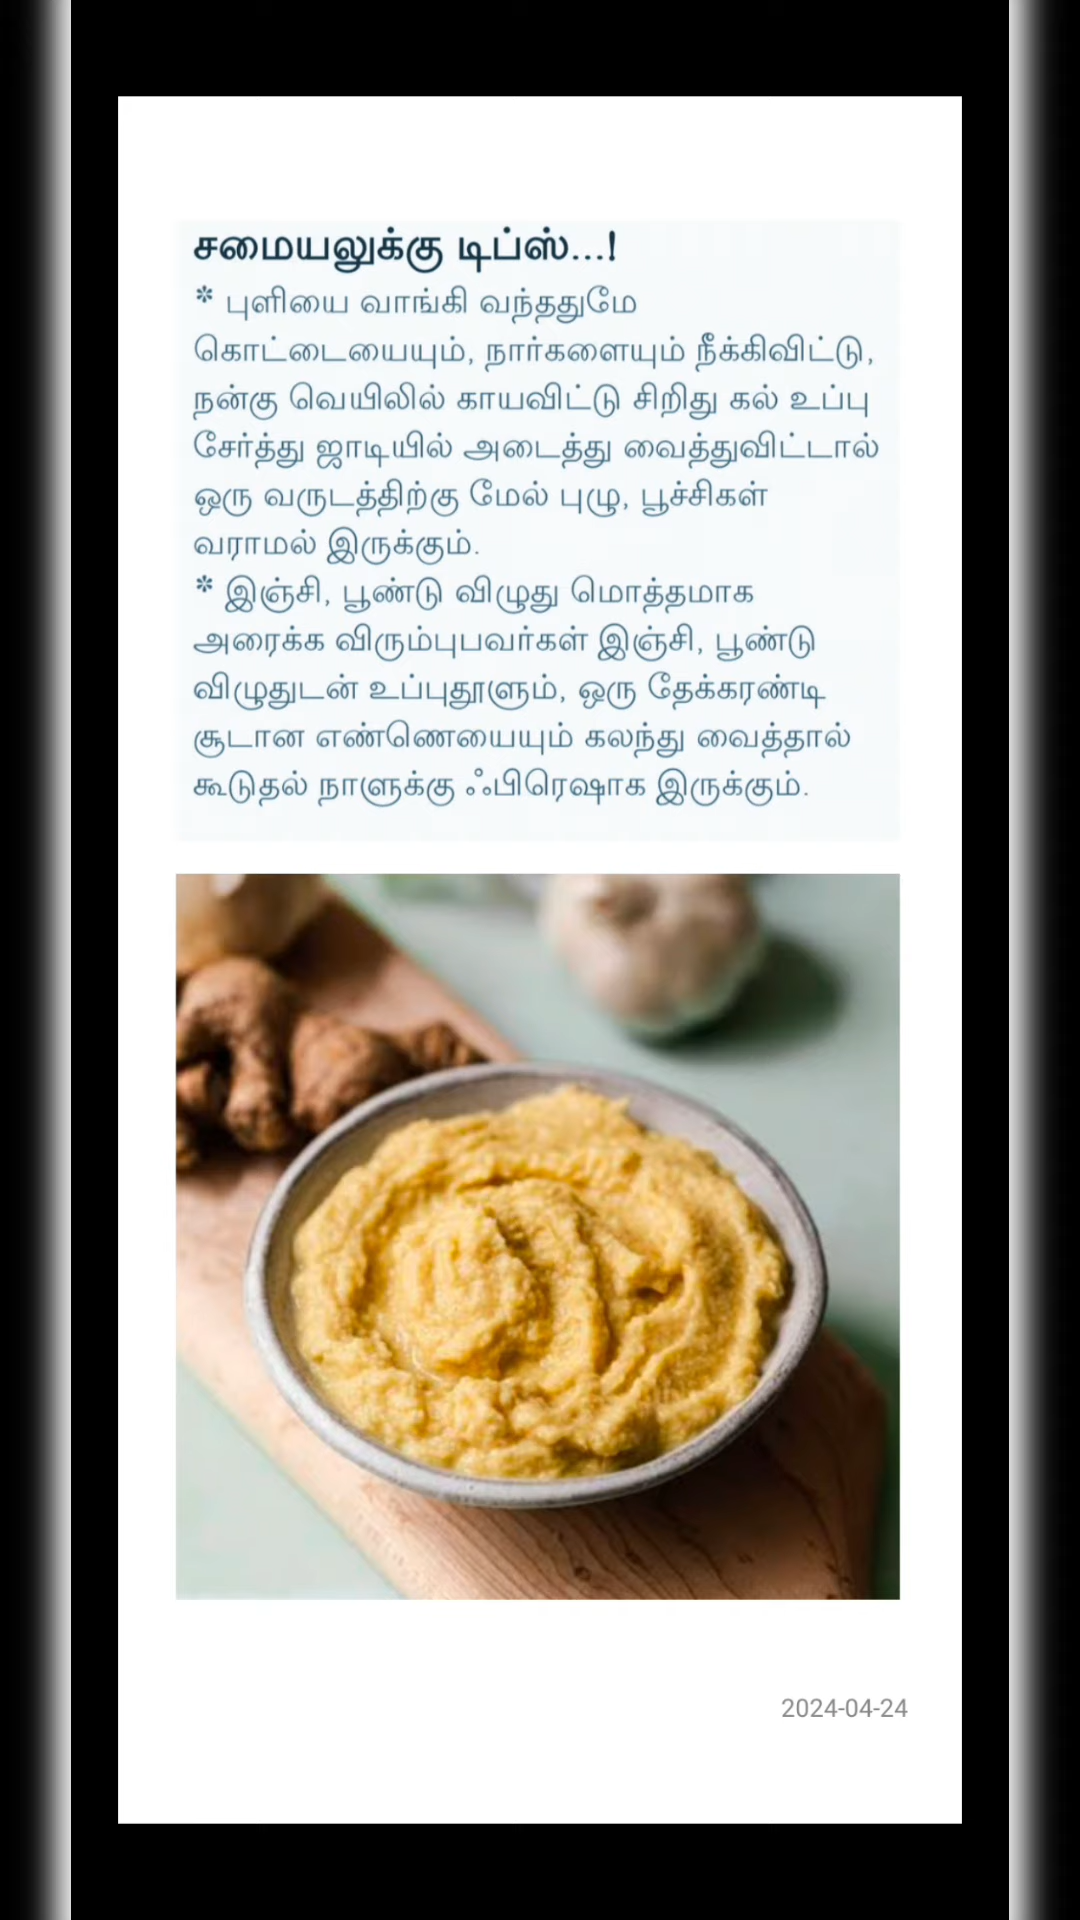 சமையலுக்கு டிப்ஸ்...!
* புளியை வாங்கி வந்ததுமே
கொட்டையையும், நார்களையும் நீக்கிவிட்டு,
நன்கு வெயிலில் காயவிட்டு சிறிது கல் உப்பு
சேர்த்து ஜாடியில் அடைத்து வைத்துவிட்டால்
ஒரு வருடத்திற்கு மேல் புழு, பூச்சிகள்
வராமல் இருக்கும்.
* இஞ்சி, பூண்டு விழுது மொத்தமாக
அரைக்க விரும்புபவர்கள் இஞ்சி, பூண்டு
விழுதுடன் உப்புதூளும், ஒரு தேக்கரண்டி
சூடான எண்ணெயையும் கலந்து வைத்தால்
கூடுதல் நாளுக்கு ஃபிரெஷாக இருக்கும்.
2024-04-24